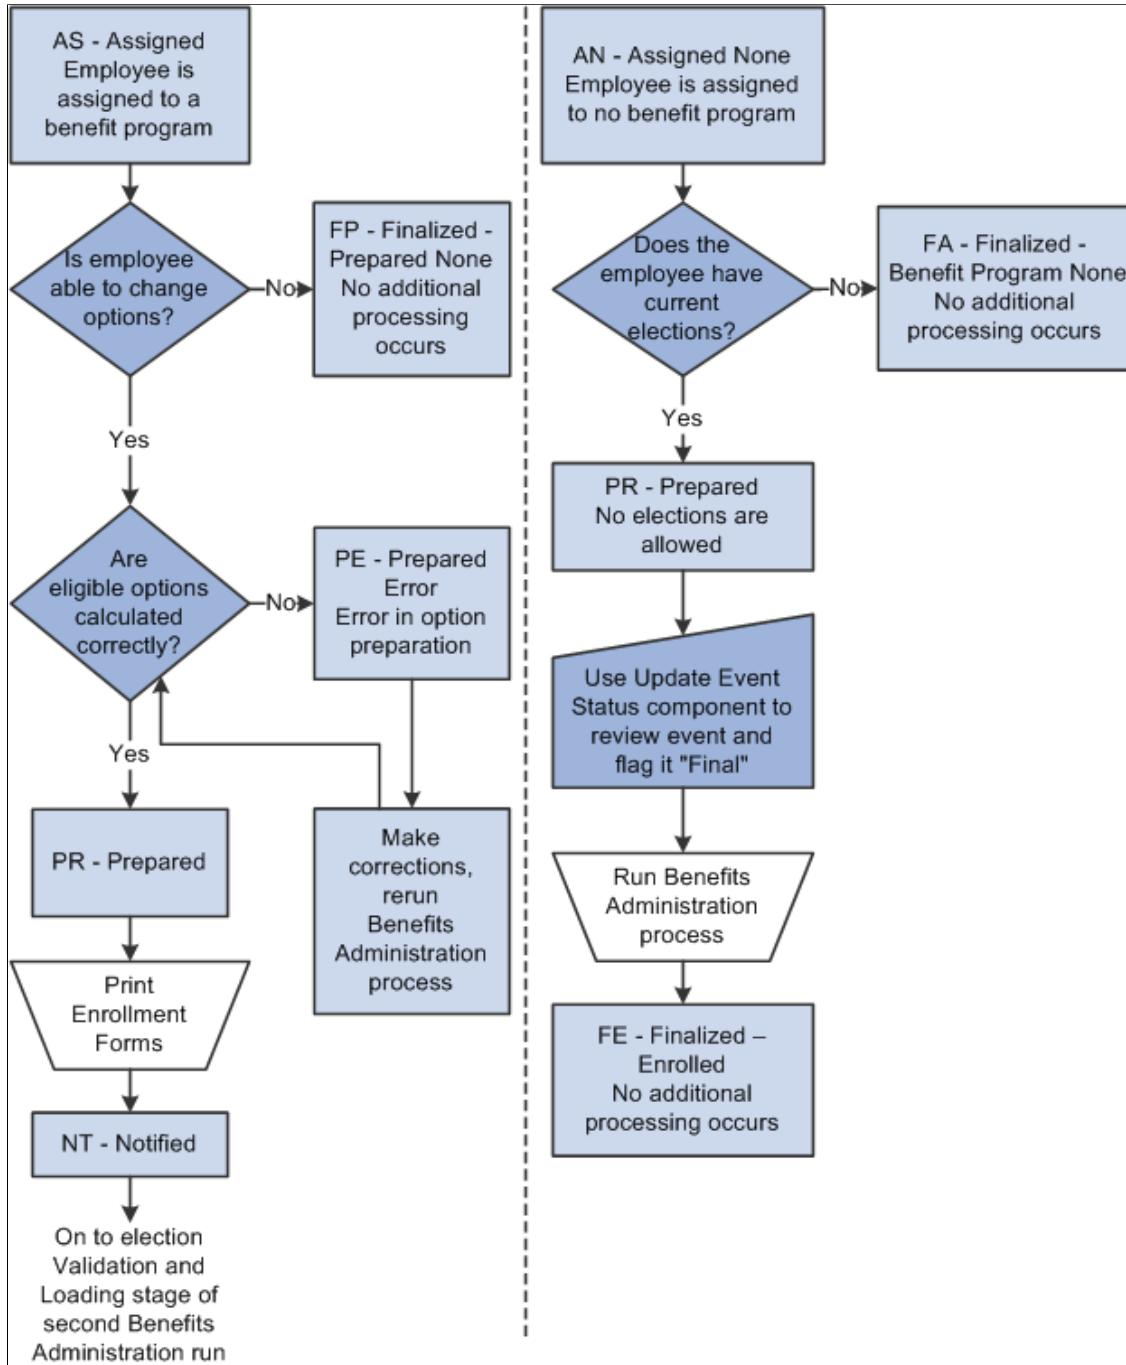 AS - Assigned
Employee is
assigned to a
benefit program
Is employee
able to change
options?
No
FP - Finalized -
Prepared None
No additional
processing
occurs
Yes
Are
eligible options
calculated
correctly?
No
PE - Prepared
Error
Error in option
preparation
Make
corrections,
rerun
Benefits
Administration
process
Yes
PR - Prepared
Print
Enrollment
Forms
NT - Notified
On to election
Validation and
Loading stage of
second Benefits
Administration run
AN - Assigned None
Employee is assigned
to no benefit program
Does the
employee have
current
elections?
No
FA - Finalized -
Benefit Program None
No additional
processing occurs
Yes
PR - Prepared
No elections are
allowed
Use Update Event
Status component to
review event and
flag it "Final"
Run Benefits
Administration
process
FE - Finalized –
Enrolled
No additional
processing occurs